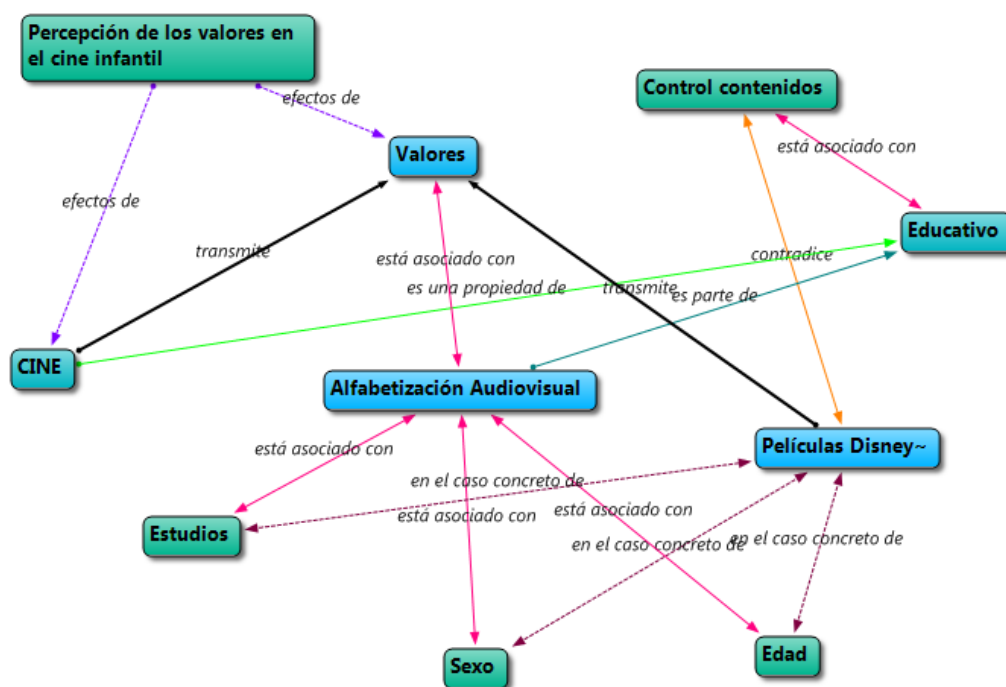 Percepción de los valores en
el cine infantil
Control contenidos
efectos de
está asociado con
Valores
efectos de
Educativo
transmite
contradice
está asociado con
es una propiedad de
transmite
es parte de
CINE
Alfabetización Audiovisual
Películas Disney~
está asociado con
en el caso concreto de
está asociado con
está asociado con
Estudios
en el caso concreto de
en el caso concreto de
Sexo
Edad